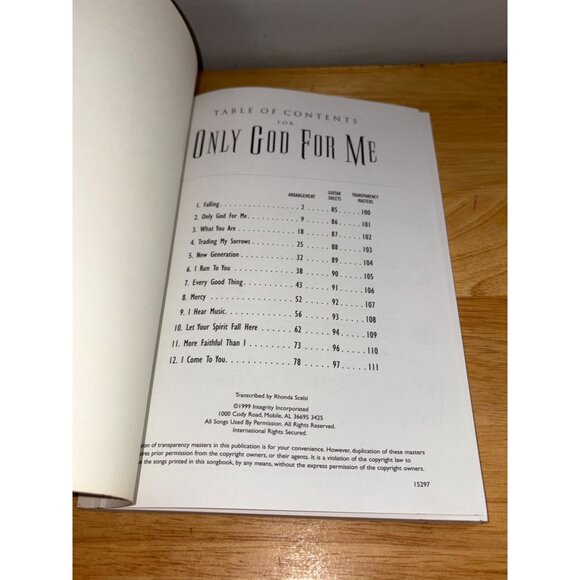 TABLE OF CONTENTS
FOR
ONLY GOD FOR ME
ARRANGEMENT GUITAR SHEETS TRANSPARENCY MASTERS
1. Falling. . . . . . . . . . . . . . . . 2 . . . . . 85 . . . . . 100
2. Only God For Me. . . . . . . . . . . 9 . . . . . 86 . . . . . 101
3. What You Are . . . . . . . . . . . . 18 . . . . . 87 . . . . . 102
4. Trading My Sorrows . . . . . . . . . 25 . . . . . 88 . . . . . 103
5. New Generation . . . . . . . . . . . 32 . . . . . 89 . . . . . 104
6. I Run To You . . . . . . . . . . . . 38 . . . . . 90 . . . . . 105
7. Every Good Thing. . . . . . . . . . 43 . . . . . 91 . . . . . 106
8. Mercy . . . . . . . . . . . . . . . . 52 . . . . . 92 . . . . . 107
9. I Hear Music. . . . . . . . . . . . . 56 . . . . . 93 . . . . . 108
10. Let Your Spirit Fall Here . . . . . . 62 . . . . . 94 . . . . . 109
11. More Faithful Than I . . . . . . . . 73 . . . . . 96. . . . . . 110
12. I Come To You. . . . . . . . . . . . 78 . . . . . 97. . . . . . 111
Transcribed by Rhonda Scelsi
©1999 Integrity Incorporated
1000 Cody Road, Mobile, AL 36695 3425
All Songs Used By Permission. All Rights Reserved.
International Rights Secured.
of transparency masters in this publication is for your convenience. However, duplication of these masters
prior permission from the copyright owners, or their agents. It is a violation of the copyright law to
the songs printed in this songbook, by any means, without the express permission of the copyright owners.
15297